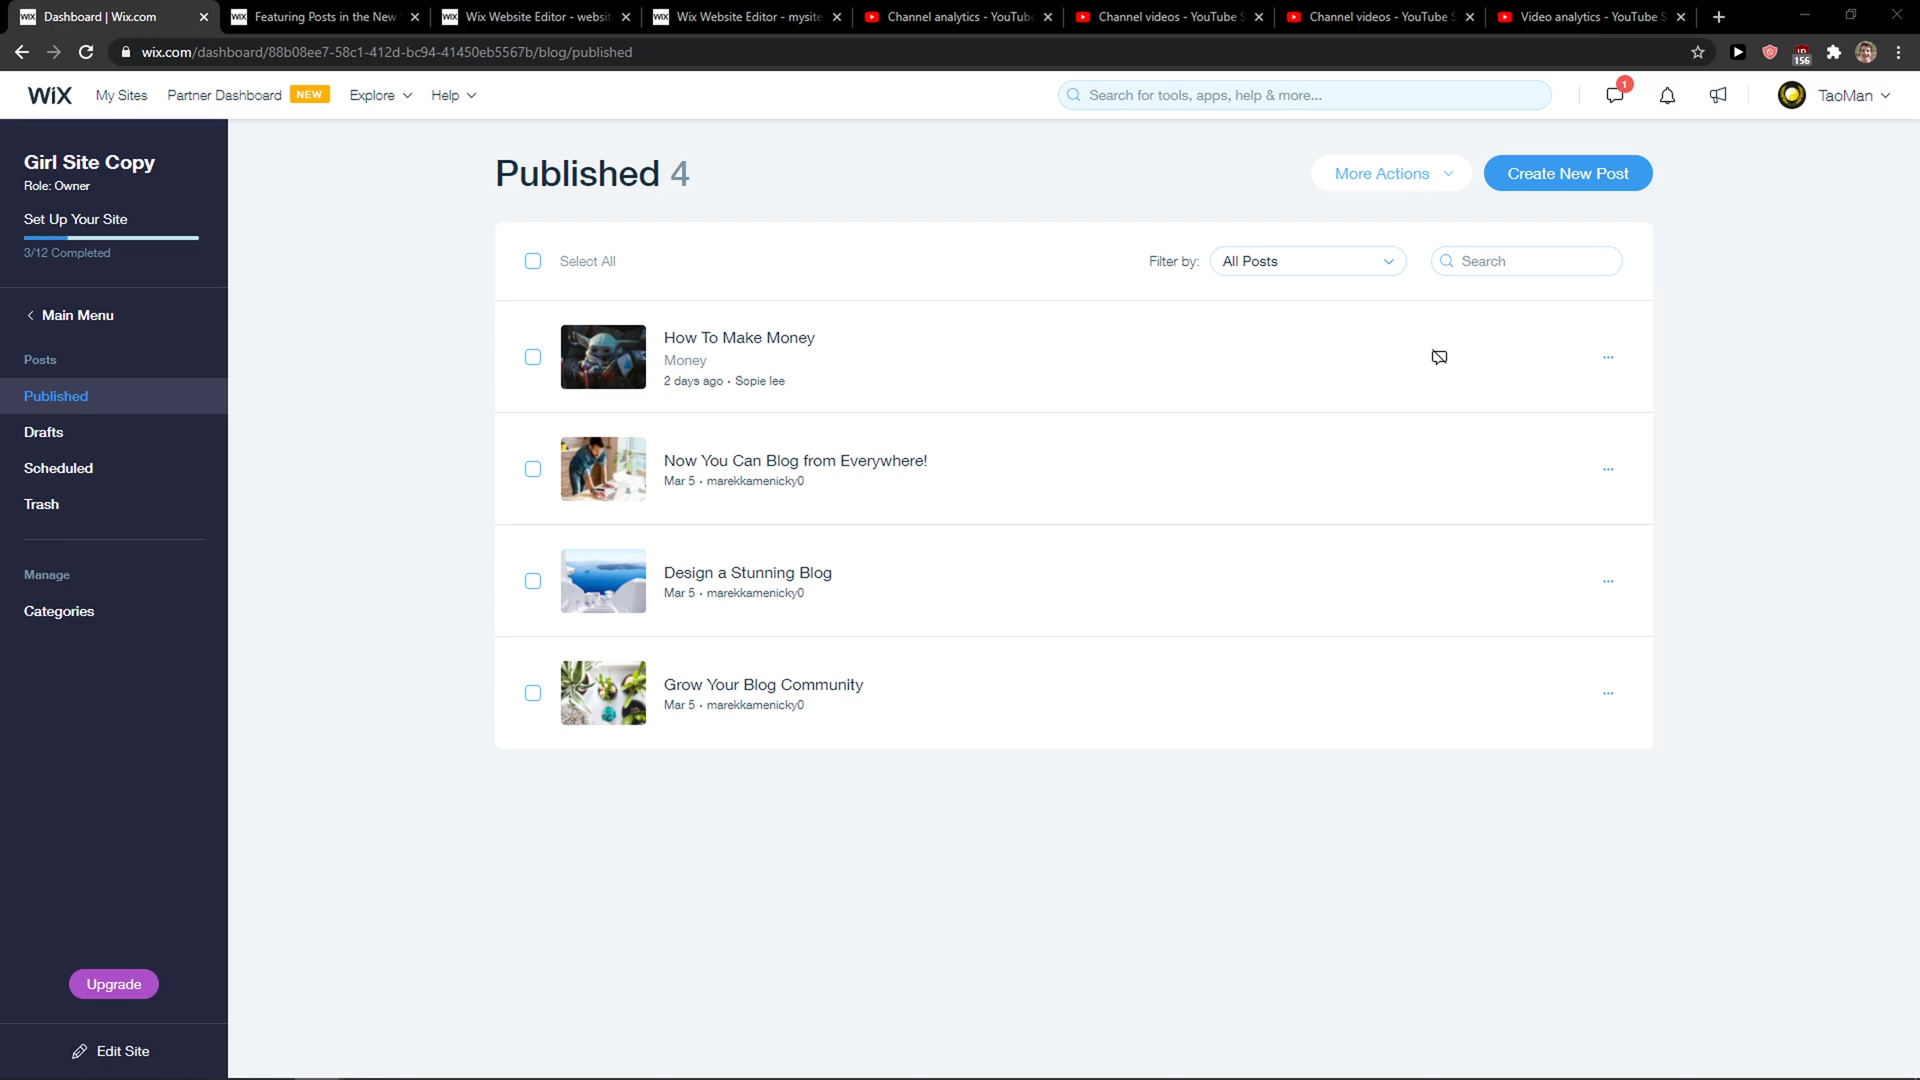 Dashboard | Wix.com
Featuring Posts in the New
Wix Website Editor - websit
Wix Website Editor - mysite
Channel analytics - YouTube
Channel videos - YouTube S
Channel videos - YouTube S
Video analytics - YouTube S
wix.com/dashboard/88b08ee7-58c1-412d-bc94-41450eb5567b/blog/published
156
WiX
My Sites
Partner Dashboard
NEW
Explore
Help
Search for tools, apps, help & more...
1
TaoMan
Girl Site Copy
Role: Owner
Set Up Your Site
3/12 Completed
Main Menu
Posts
Published
Drafts
Scheduled
Trash
Manage
Categories
Upgrade
Edit Site
Published 4
More Actions
Create New Post
Select All
Filter by:
All Posts
Search
How To Make Money
Money
2 days ago · Sopie lee
Now You Can Blog from Everywhere!
Mar 5 · marekkamenicky0
Design a Stunning Blog
Mar 5 · marekkamenicky0
Grow Your Blog Community
Mar 5 · marekkamenicky0